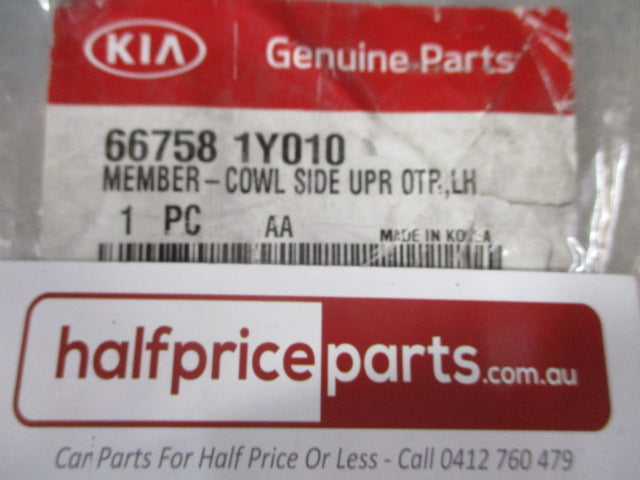 KIA Genuine Parts
66758 1Y010
MEMBER-COWL SIDE UPR OTR.,LH
1 PC AA MADE IN KOREA
halfpriceparts.com.au
Car Parts For Half Price Or Less - Call 0412 760 479